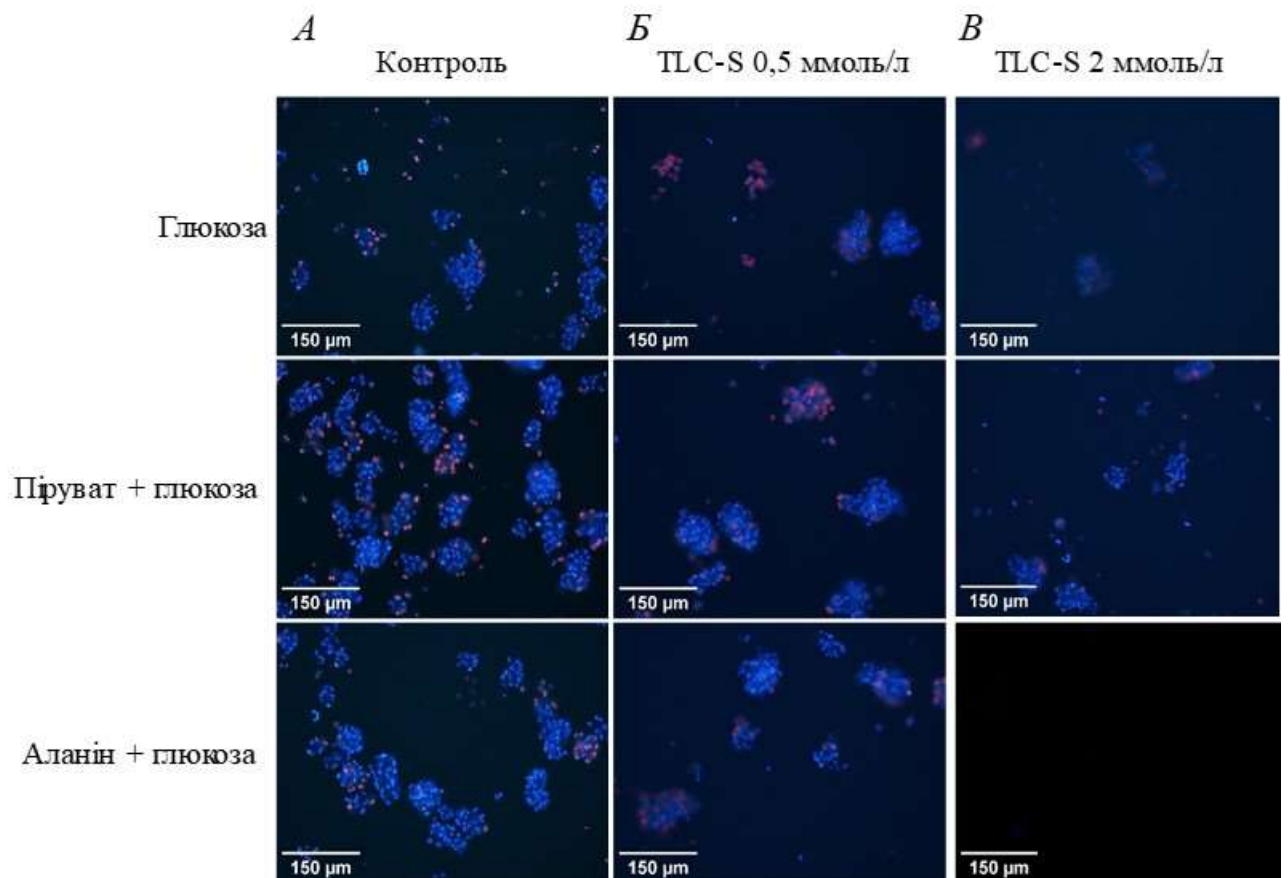 А
Б
В
Контроль
TLC-S 0,5 ммоль/л
TLC-S 2 ммоль/л
Глюкоза
150 µm
150 µm
150 µm
Піруват + глюкоза
150 µm
150 µm
150 µm
Аланін + глюкоза
150 µm
150 µm
150 µm